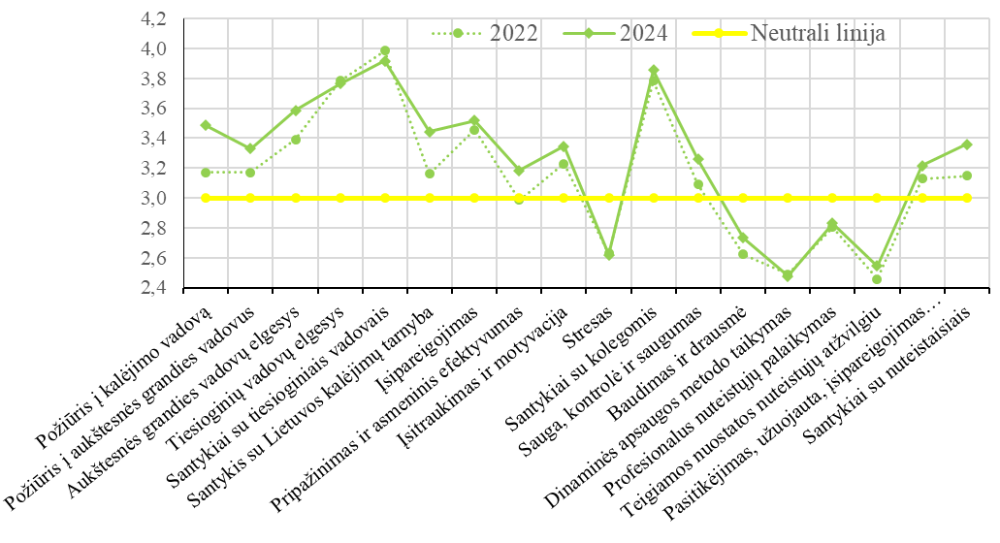 2022
2024
Neutrali linija
4,2
4,0
3,8
3,6
3,4
3,2
3,0
2,8
2,6
2,4
Požiūris į kalėjimo vadovą
Požiūris į aukštesnės grandies vadovus
Aukštesnės grandies vadovų elgesys
Tiesioginių vadovų elgesys
Santykiai su tiesioginiais vadovais
Santykis su Lietuvos kalėjimų tarnyba
Įsipareigojimas
Pripažinimas ir asmeninis efektyvumas
Įsitraukimas ir motyvacija
Stresas
Santykiai su kolegomis
Sauga, kontrolė ir saugumas
Baudimas ir drausmė
Dinaminės apsaugos metodo taikymas
Profesionalus nuteistųjų palaikymas
Teigiamos nuostatos nuteistųjų atžvilgiu
Pasitikėjimas, užuojauta, įsipareigojimas…
Santykiai su nuteistaisiais